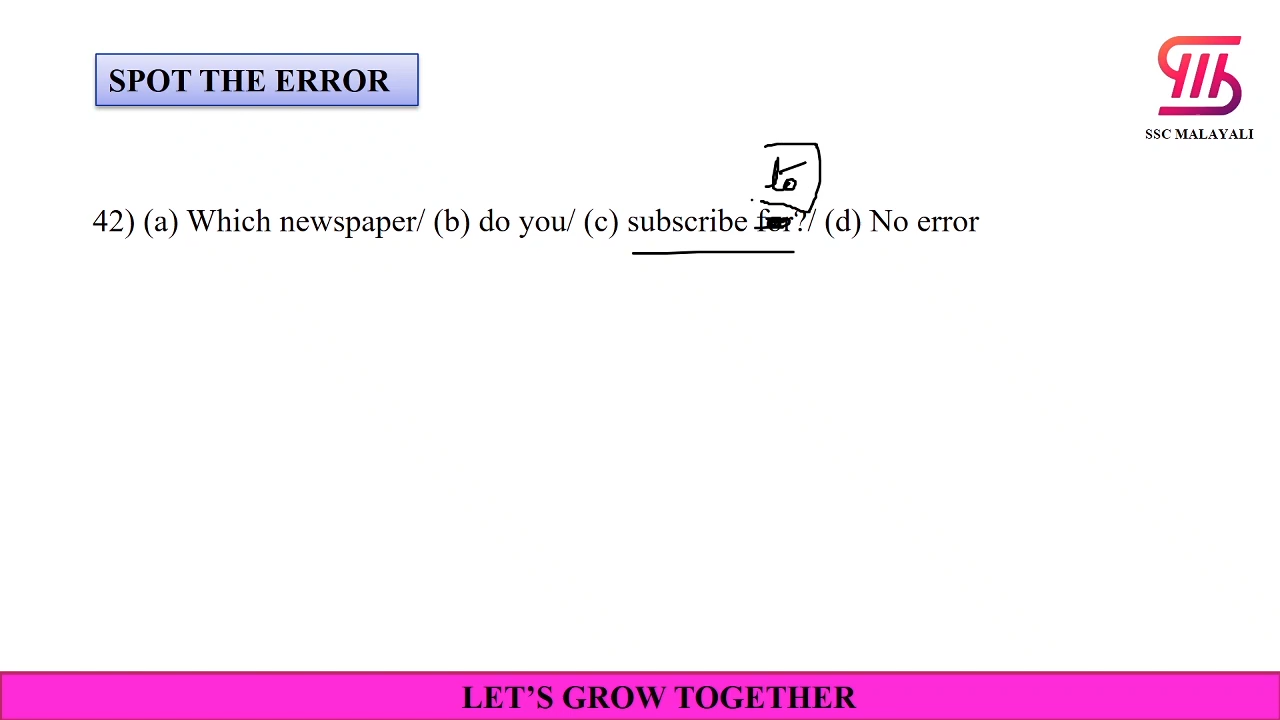 SPOT THE ERROR
SSC MALAYALI
to
42) (a) Which newspaper/ (b) do you/ (c) subscribe for?/ (d) No error
LET'S GROW TOGETHER